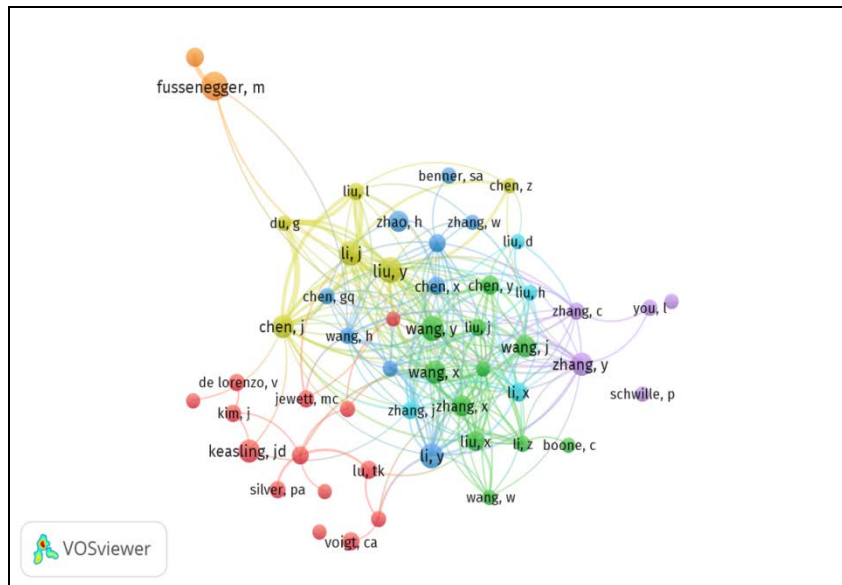 fussenegger, m
benner, sa
liu, l
chen, z
du, g
zhao, h
zhang, w
liu, d
li, j
liu, y
chen, gq
chen, x
chen, y
liu, h
zhang, c
you, l
chen, j
wang, h
wang, y
liu, j
wang, j
zhang, y
wang, x
de lorenzo, v
jewett, mc
li, x
schwille, p
kim, j
zhang, j
zhang, x
keasling, jd
li, y
liu, x
li, z
boone, c
lu, tk
silver, pa
wang, w
voigt, ca
VOSviewer